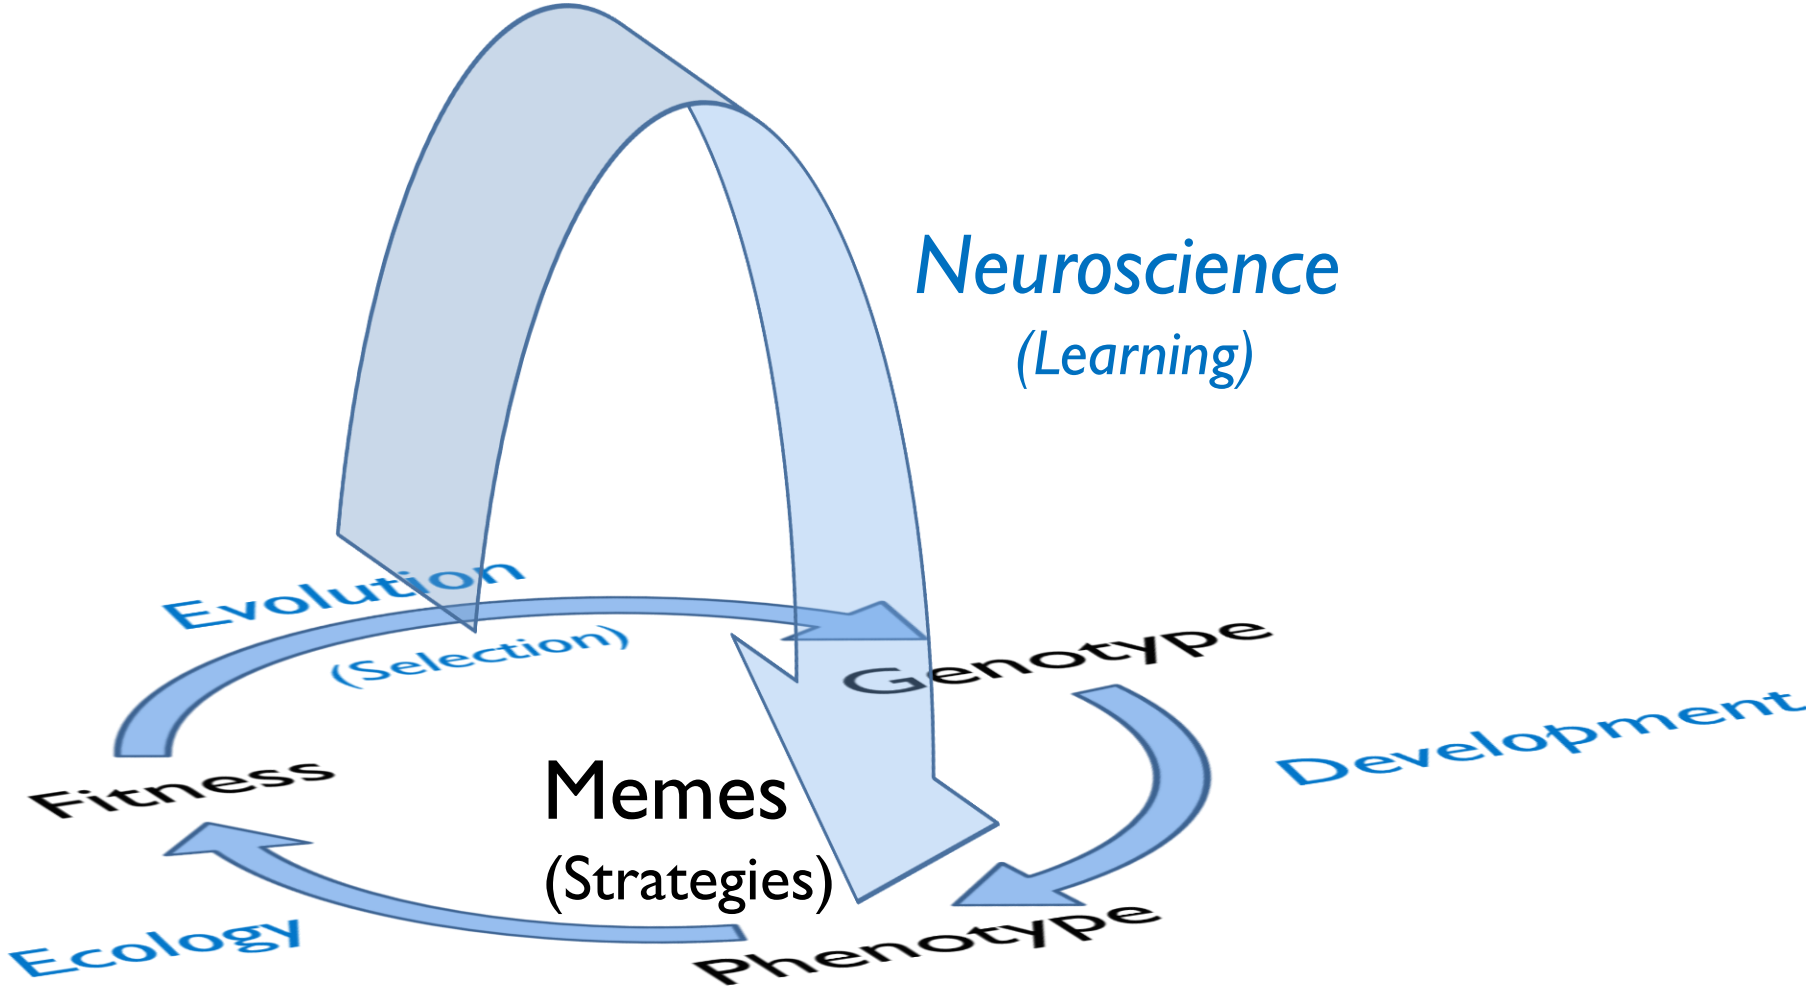 Neuroscience
(Learning)
Evolution
(Selection)
Genotype
Development
Fitness
Memes
(Strategies)
Ecology
Phenotype